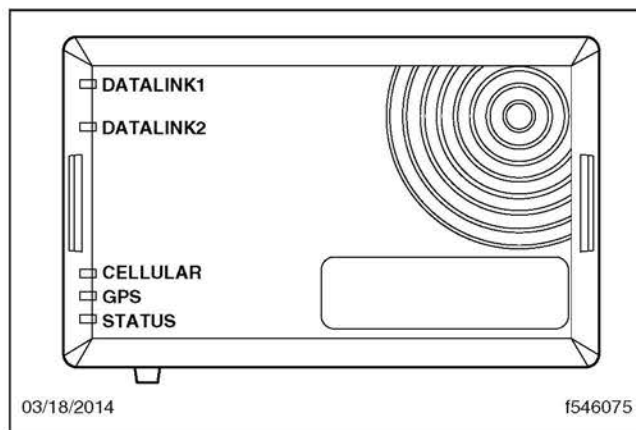 DATALINK1
DATALINK2
CELLULAR
GPS
STATUS
03/18/2014 f546075